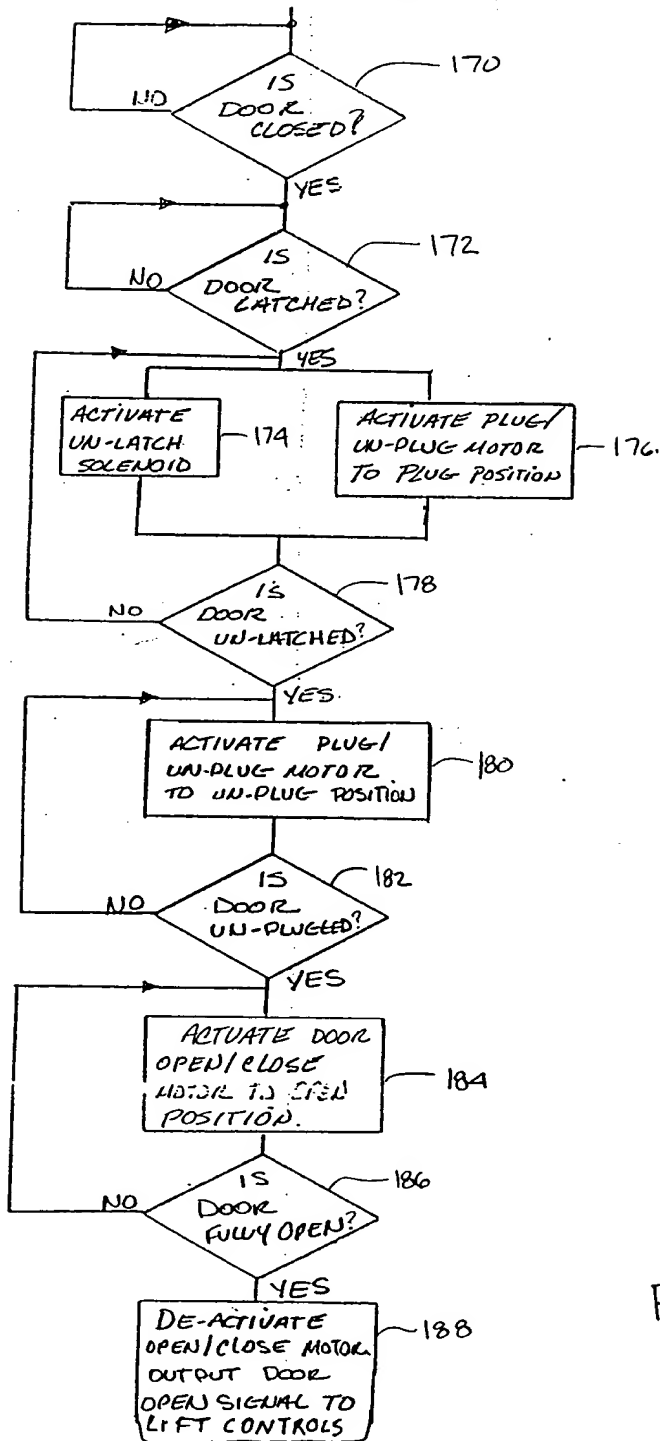 IS
DOOR
CLOSED?
170
NO
YES
IS
DOOR
LATCHED?
172
NO
YES
ACTIVATE
UN-LATCH
SOLENOID
174
ACTIVATE PLUG/
UN-PLUG MOTOR
TO PLUG POSITION
176.
IS
DOOR
UN-LATCHED?
178
NO
YES.
ACTIVATE PLUG/
UN-PLUG MOTOR
TO UN-PLUG POSITION
180
IS
DOOR
UN-PLUGGED?
182
NO
YES
ACTUATE DOOR
OPEN/CLOSE
MOTOR TO OPEN
POSITION.
184
IS
DOOR
FULLY OPEN?
186
NO
YES
DE-ACTIVATE
OPEN/CLOSE MOTOR
OUTPUT DOOR
OPEN SIGNAL TO
LIFT CONTROLS
188
F